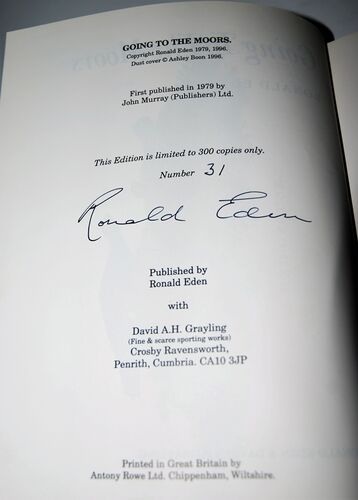 GOING TO THE MOORS.
Copyright Ronald Eden 1979, 1996.
Dust cover © Ashley Boon 1996.
First published in 1979 by
John Murray (Publishers) Ltd.
This Edition is limited to 300 copies only.
Number 31
Ronald Eden
Published by
Ronald Eden
with
David A.H. Grayling
(Fine & scarce sporting works)
Crosby Ravensworth,
Penrith, Cumbria. CA10 3JP
Printed in Great Britain by
Antony Rowe Ltd. Chippenham, Wiltshire.